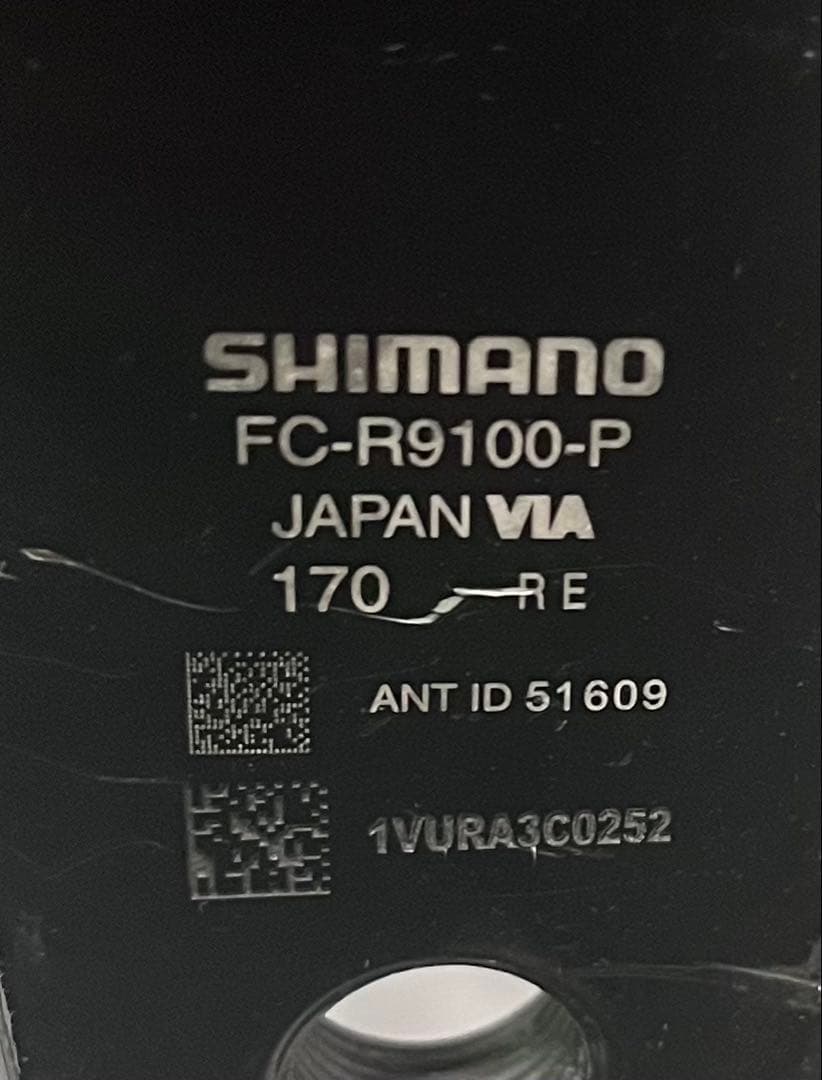 SHIMANO
FC-R9100-P
JAPAN VIA
170 RE
ANT ID 51609
1VURA3C0252